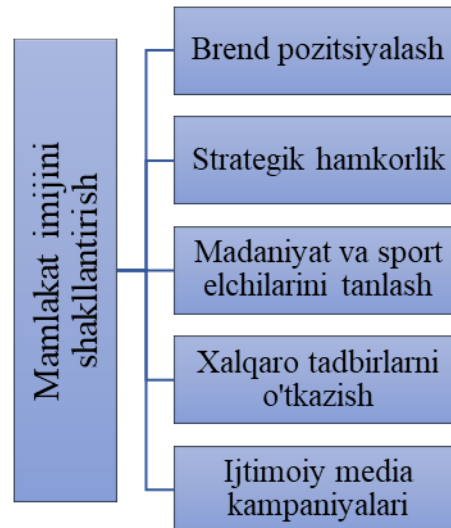 Mamlakat imijini
shakllantirish
Brend pozitsiyalash
Strategik hamkorlik
Madaniyat va sport
elchilarini tanlash
Xalqaro tadbirlarni
o'tkazish
Ijtimoiy media
kampaniyalari